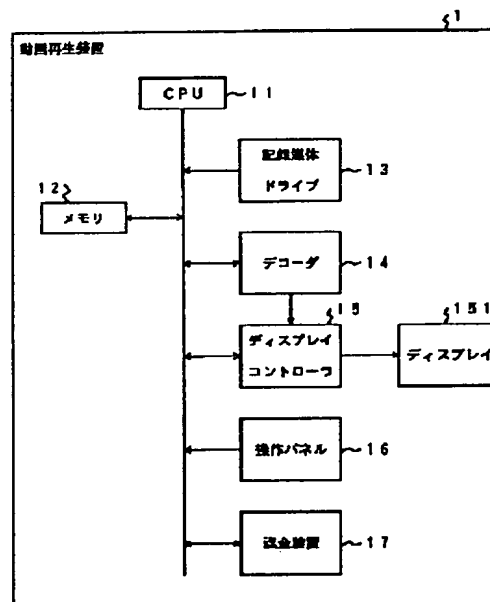 1
動画再生装置
CPU
11
記録媒体
ドライブ
13
12
メモリ
デコーダ
14
15
ディスプレイ
コントローラ
151
ディスプレイ
操作パネル
16
課金装置
17